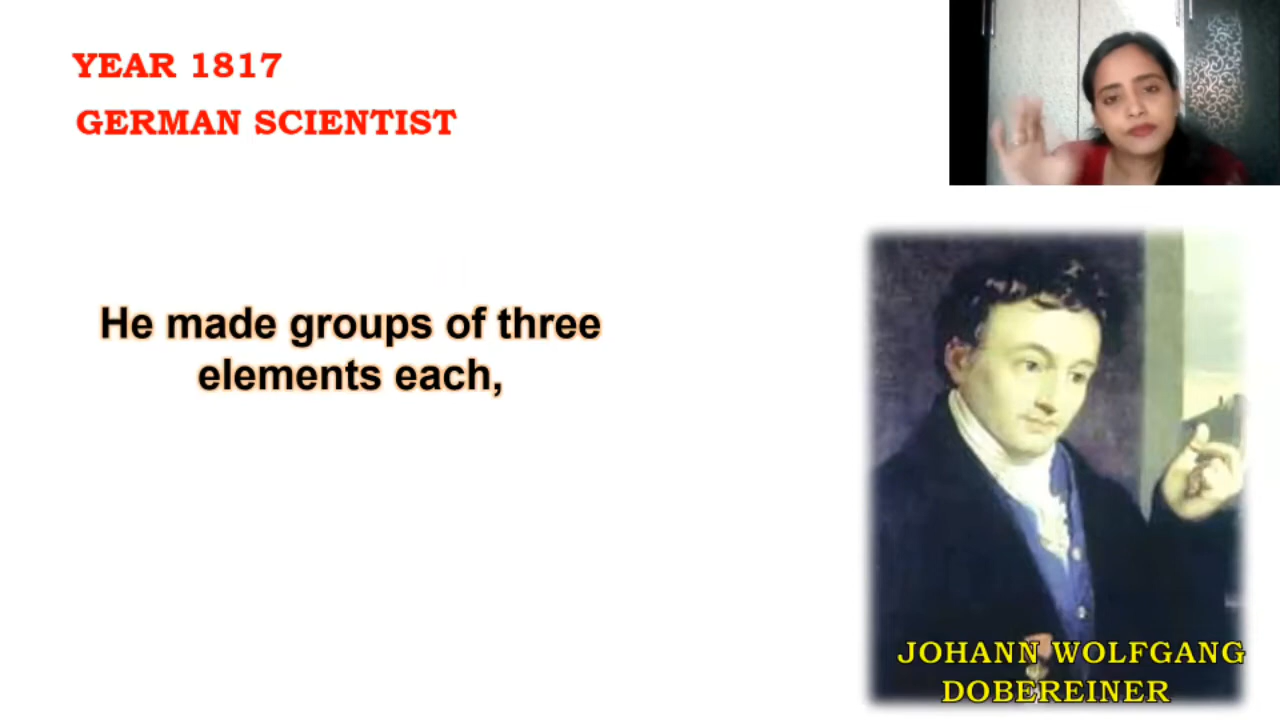 YEAR 1817
GERMAN SCIENTIST
He made groups of three
elements each,
JOHANN WOLFGANG
DOBEREINER